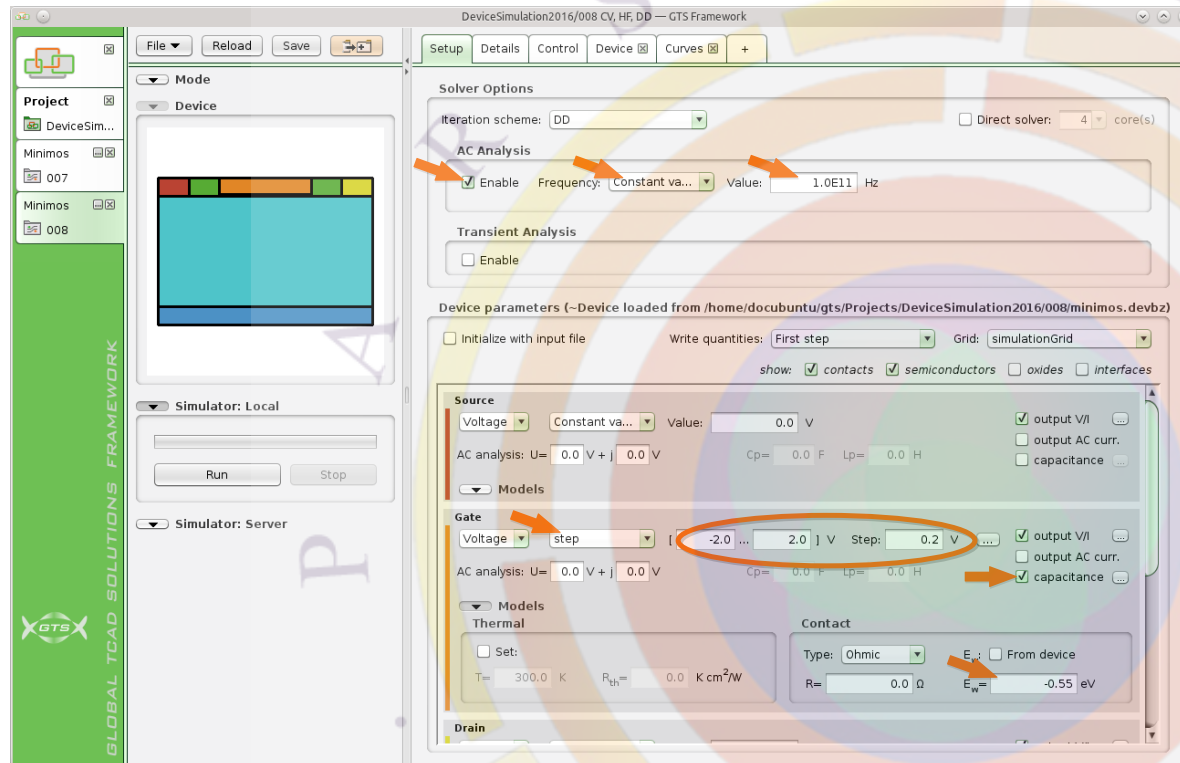 DeviceSimulation2016/008 CV, HF, DD — GTS Framework
Project
DeviceSim...
Minimos
007
Minimos
008
GLOBAL TCAD SOLUTIONS FRAMEWORK
GTS
File Reload Save
Mode
Device
Simulator: Local
Run Stop
Simulator: Server
Setup Details Control Device Curves +
Solver Options
Iteration scheme: DD Direct solver: 4 core(s)
AC Analysis
Enable Frequency: Constant va... Value: 1.0E11 Hz
Transient Analysis
Enable
Device parameters (~Device loaded from /home/docubuntu/gts/Projects/DeviceSimulation2016/008/minimos.devbz)
Initialize with input file Write quantities: First step Grid: simulationGrid
show: contacts semiconductors oxides interfaces
Source
Voltage Constant va... Value: 0.0 V output V/I ...
output AC curr.
AC analysis: U= 0.0 V + j 0.0 V Cp= 0.0 F Lp= 0.0 H capacitance ...
Models
Gate
Voltage step [ -2.0 ... 2.0 ] V Step: 0.2 V ... output V/I ...
output AC curr.
AC analysis: U= 0.0 V + j 0.0 V Cp= 0.0 F Lp= 0.0 H capacitance ...
Models
Thermal Contact
Set: Type: Ohmic E_w: From device
T= 300.0 K R_th= 0.0 K cm²/W R= 0.0 Ω E_w= -0.55 eV
Drain